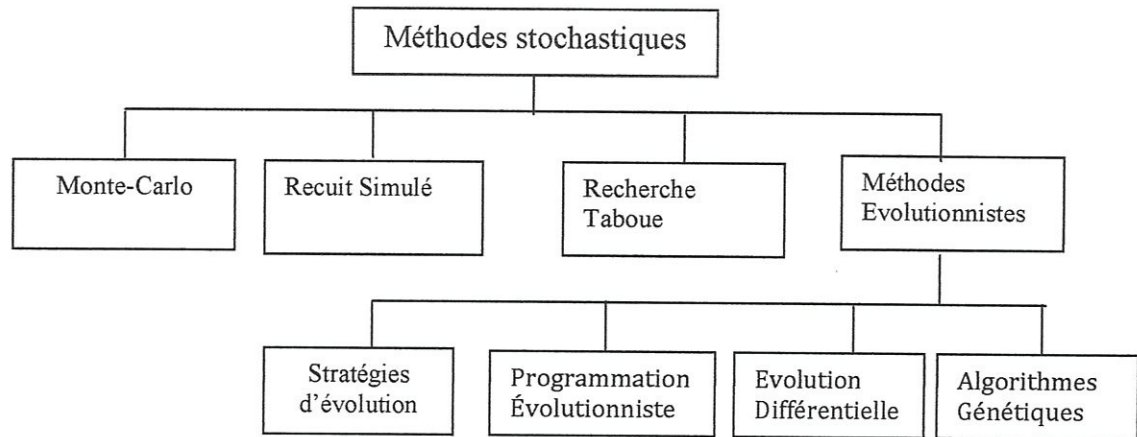 Méthodes stochastiques
Monte-Carlo
Recuit Simulé
Recherche
Taboue
Méthodes
Evolutionnistes
Stratégies
d'évolution
Programmation
Évolutionniste
Evolution
Différentielle
Algorithmes
Génétiques